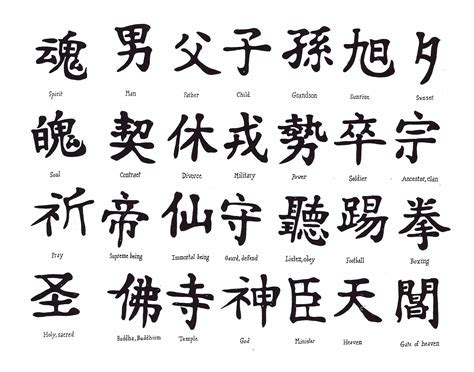 魂 男 父 子 孫 旭 夕
Spirit Man Father Child Grandson Sunrise Sunset
魄 契 休 戎 勢 卒 宗
Soul Contract Divorce Military Power Soldier Ancestor, clan
祈 帝 仙 守 聽 踢 拳
Pray Supreme being Immortal being Guard, defend Listen, obey Football Boxing
圣 佛 寺 神 臣 天 閶
Holy, sacred Buddha, Buddhism Temple God Minister Heaven Gate of heaven